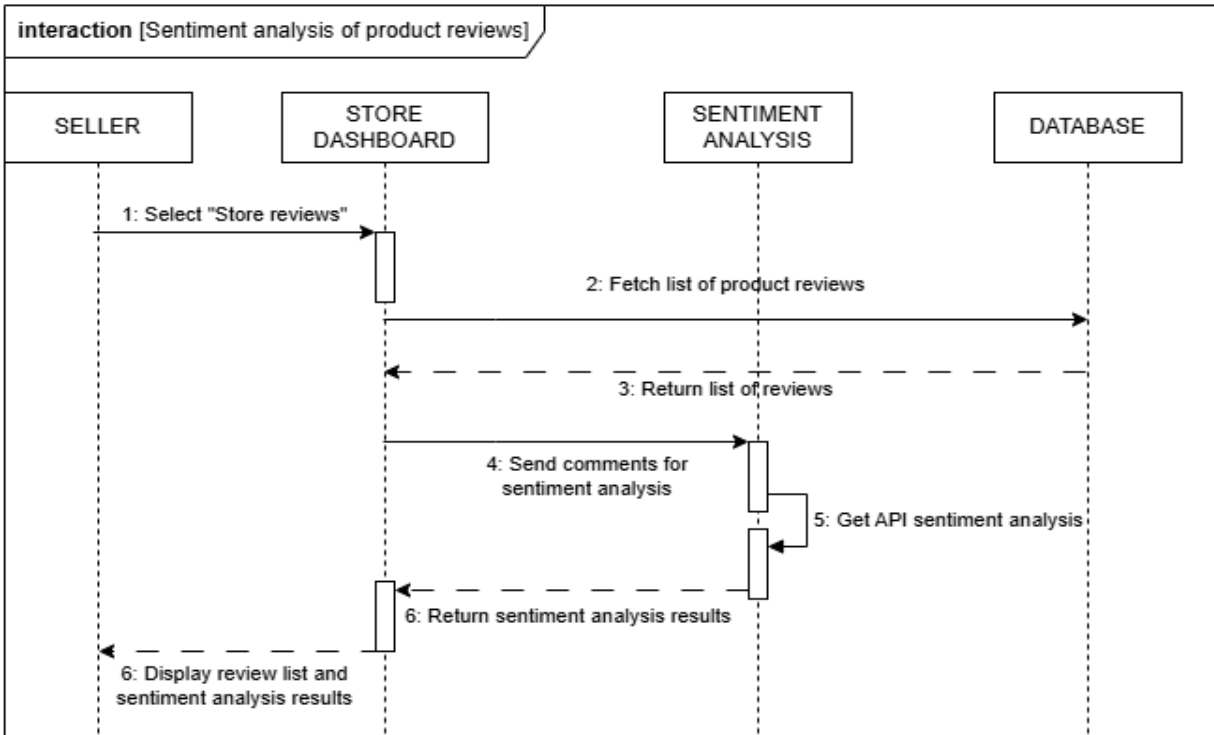 interaction [Sentiment analysis of product reviews]
SELLER
STORE
DASHBOARD
SENTIMENT
ANALYSIS
DATABASE
1: Select "Store reviews"
2: Fetch list of product reviews
3: Return list of reviews
4: Send comments for
sentiment analysis
5: Get API sentiment analysis
6: Return sentiment analysis results
6: Display review list and
sentiment analysis results